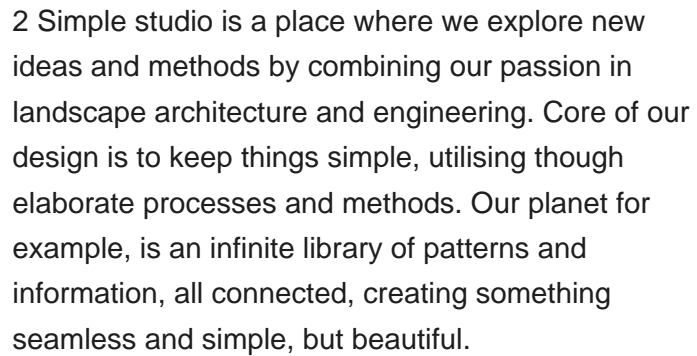 2 Simple studio is a place where we explore new
ideas and methods by combining our passion in
landscape architecture and engineering. Core of our
design is to keep things simple, utilising though
elaborate processes and methods. Our planet for
example, is an infinite library of patterns and
information, all connected, creating something
seamless and simple, but beautiful.